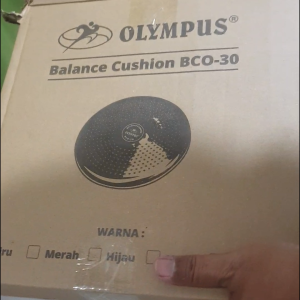 OLYMPUS®
Balance Cushion BCO-30
WARNA :
Merah Hijau